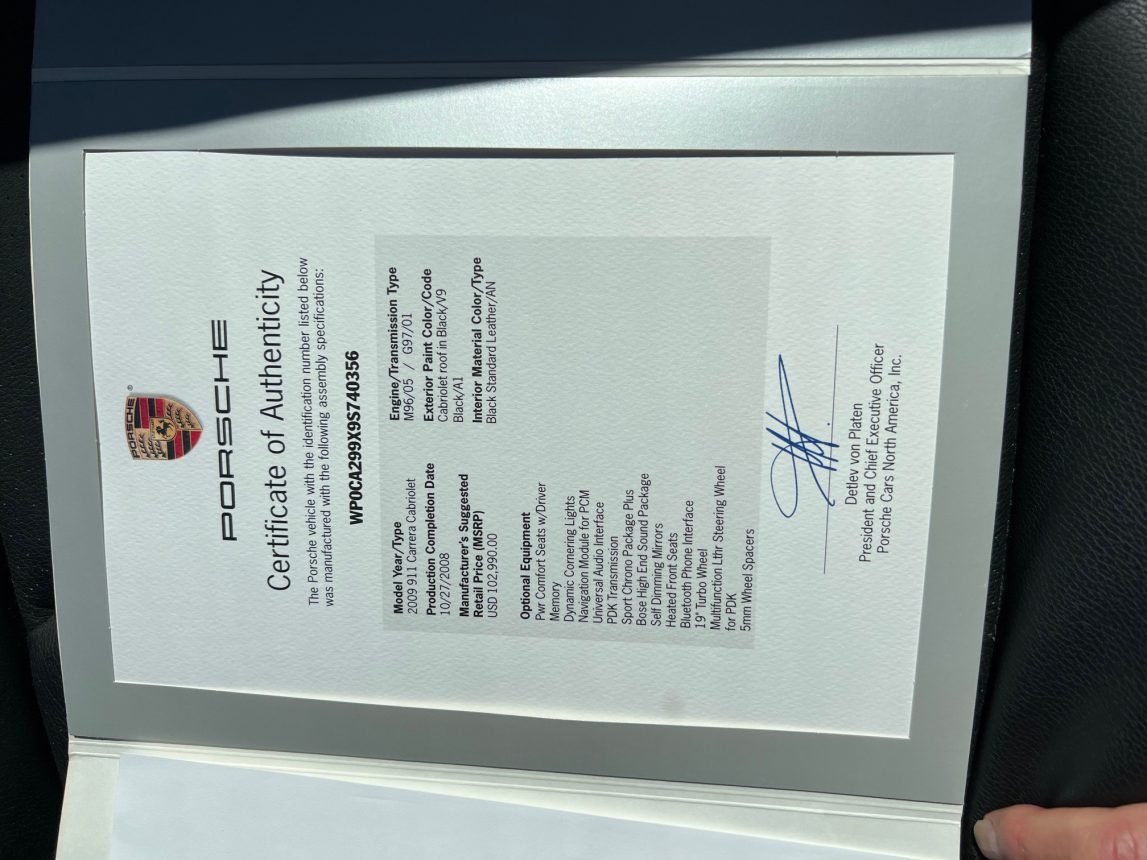 PORSCHE
PORSCHE
Certificate of Authenticity
The Porsche vehicle with the identification number listed below
was manufactured with the following assembly specifications:
WP0CA299X9S740356
Model Year/Type
2009 911 Carrera Cabriolet
Production Completion Date
10/27/2008
Manufacturer's Suggested
Retail Price (MSRP)
USD 102,990.00
Engine/Transmission Type
M96/05 / G97/01
Exterior Paint Color/Code
Cabriolet roof in Black/V9
Black/A1
Interior Material Color/Type
Black Standard Leather/AN
Optional Equipment
Pwr Comfort Seats w/Driver
Memory
Dynamic Cornering Lights
Navigation Module for PCM
Universal Audio Interface
PDK Transmission
Sport Chrono Package Plus
Bose High End Sound Package
Self Dimming Mirrors
Heated Front Seats
Bluetooth Phone Interface
19" Turbo Wheel
Multifunction Lthr Steering Wheel
for PDK
5mm Wheel Spacers
Detlev von Platen
President and Chief Executive Officer
Porsche Cars North America, Inc.